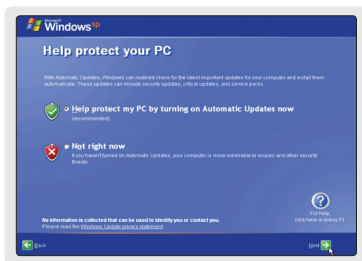 Microsoft
Windows xp
Help protect your PC
With Automatic Updates, Windows can routinely check for the latest important updates for your computer and install them
automatically. These updates can include security updates, critical updates, and service packs.
Help protect my PC by turning on Automatic Updates now
(recommended)
Not right now
If you haven't turned on Automatic Updates, your computer is more vulnerable to viruses and other security
threats.
For help,
click here or press F1.
No information is collected that can be used to identify you or contact you.
Please read the Windows Update privacy statement
Back
Next